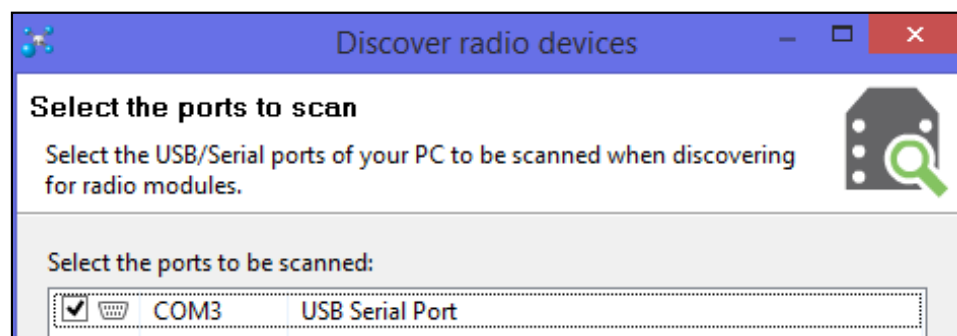 Discover radio devices
Select the ports to scan
Select the USB/Serial ports of your PC to be scanned when discovering
for radio modules.
Select the ports to be scanned:
COM3 USB Serial Port